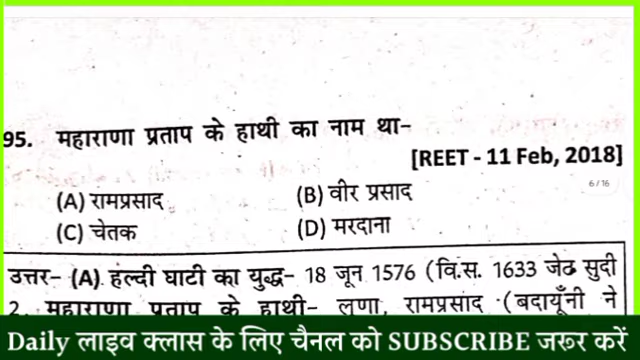 95. महाराणा प्रताप के हाथी का नाम था–
[REET - 11 Feb, 2018]
6 / 16
(A) रामप्रसाद (B) वीर प्रसाद
(C) चेतक (D) मरदाना
उत्तर– (A) हल्दी घाटी का युद्ध– 18 जून 1576 (वि.स. 1633 जेठ सुदी
2. महाराणा प्रताप के हाथी– लूणा, रामप्रसाद (बदायूँनी ने
Daily लाइव क्लास के लिए चैनल को SUBSCRIBE जरूर करें